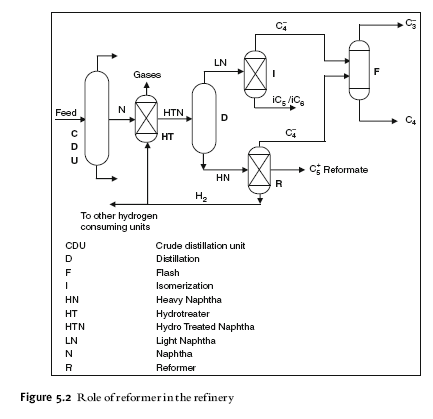 C₄⁻
C₃⁻
LN
Gases
I
F
Feed
N
HTN
iC₅ /iC₆
D
C
D
U
HT
C₄⁻
C₄
HN
R
C₅⁺ Reformate
H₂
To other hydrogen
consuming units
CDU Crude distillation unit
D Distillation
F Flash
I Isomerization
HN Heavy Naphtha
HT Hydrotreater
HTN Hydro Treated Naphtha
LN Light Naphtha
N Naphtha
R Reformer
Figure 5.2 Role of reformer in the refinery